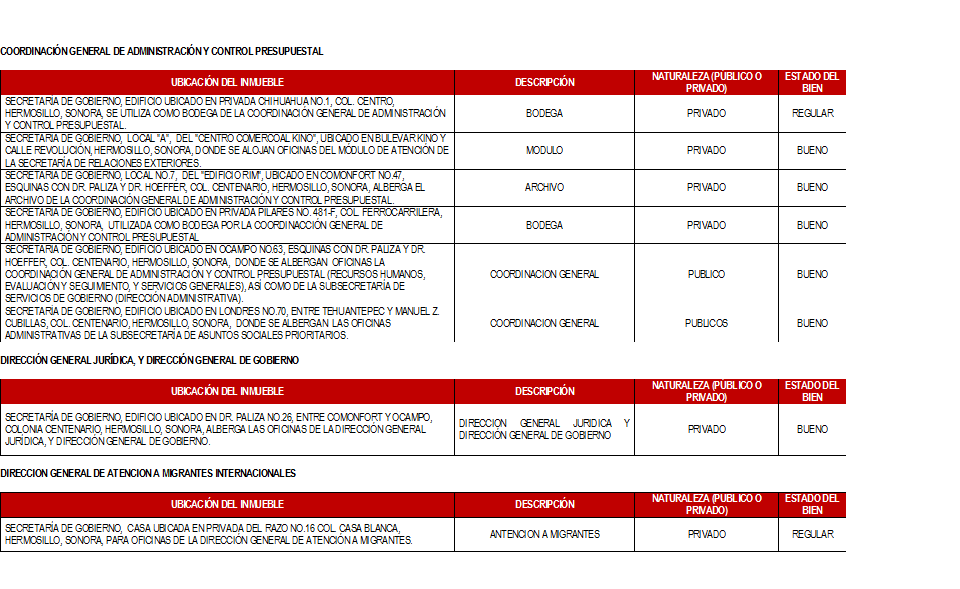 COORDINACIÓN GENERAL DE ADMINISTRACIÓN Y CONTROL PRESUPUESTAL
UBICACIÓN DEL INMUEBLE DESCRIPCIÓN NATURALEZA (PÚBLICO O PRIVADO) ESTADO DEL BIEN
SECRETARÍA DE GOBIERNO, EDIFICIO UBICADO EN PRIVADA CHIHUAHUA NO.1, COL. CENTRO,
HERMOSILLO, SONORA, SE UTILIZA COMO BODEGA DE LA COORDINACIÓN GENERAL DE ADMINISTRACIÓN
Y CONTROL PRESUPUESTAL.
BODEGA PRIVADO REGULAR
SECRETARÍA DE GOBIERNO, LOCAL "A", DEL "CENTRO COMERCOAL KINO", UBICADO EN BULEVAR KINO Y
CALLE REVOLUCIÓN, HERMOSILLO, SONORA, DONDE SE ALOJAN OFICINAS DEL MÓDULO DE ATENCIÓN DE
LA SECRETARÍA DE RELACIONES EXTERIORES.
MODULO PRIVADO BUENO
SECRETARÍA DE GOBIERNO, LOCAL NO.7, DEL "EDIFICIO RIM", UBICADO EN COMONFORT NO.47,
ESQUINAS CON DR. PALIZA Y DR. HOEFFER, COL. CENTENARIO, HERMOSILLO, SONORA, ALBERGA EL
ARCHIVO DE LA COORDINACIÓN GENERAL DE ADMINISTRACIÓN Y CONTROL PRESUPUESTAL.
ARCHIVO PRIVADO BUENO
SECRETARÍA DE GOBIERNO, EDIFICIO UBICADO EN PRIVADA PILARES NO. 481-F, COL. FERROCARRILERA,
HERMOSILLO, SONORA, UTILIZADA COMO BODEGA POR LA COORDINACCIÓN GENERAL DE
ADMINISTRACIÓN Y CONTROL PRESUPUESTAL
BODEGA PRIVADO BUENO
SECRETARÍA DE GOBIERNO, EDIFICIO UBICADO EN OCAMPO NO.63, ESQUINAS CON DR. PALIZA Y DR.
HOEFFER, COL. CENTENARIO, HERMOSILLO, SONORA, DONDE SE ALBERGAN OFICINAS LA
COORDINACIÓN GENERAL DE ADMINISTRACIÓN Y CONTROL PRESUPUESTAL (RECURSOS HUMANOS,
EVALUACIÓN Y SEGUIMIENTO, Y SERVICIOS GENERALES), ASÍ COMO DE LA SUBSECRETARÍA DE
SERVICIOS DE GOBIERNO (DIRECCIÓN ADMINISTRATIVA).
COORDINACION GENERAL PUBLICO BUENO
SECRETARÍA DE GOBIERNO, EDIFICIO UBICADO EN LONDRES NO.70, ENTRE TEHUANTEPEC Y MANUEL Z.
CUBILLAS, COL. CENTENARIO, HERMOSILLO, SONORA, DONDE SE ALBERGAN LAS OFICINAS
ADMINISTRATIVAS DE LA SUBSECRETARÍA DE ASUNTOS SOCIALES PRIORITARIOS.
COORDINACION GENERAL PUBLICOS BUENO
DIRECCIÓN GENERAL JURÍDICA, Y DIRECCIÓN GENERAL DE GOBIERNO
UBICACIÓN DEL INMUEBLE DESCRIPCIÓN NATURALEZA (PÚBLICO O PRIVADO) ESTADO DEL BIEN
SECRETARÍA DE GOBIERNO, EDIFICIO UBICADO EN DR. PALIZA NO.26, ENTRE COMONFORT Y OCAMPO,
COLONIA CENTENARIO, HERMOSILLO, SONORA, ALBERGA LAS OFICINAS DE LA DIRECCIÓN GENERAL
JURÍDICA, Y DIRECCIÓN GENERAL DE GOBIERNO.
DIRECCION GENERAL JURIDICA Y
DIRECCION GENERAL DE GOBIERNO
PRIVADO BUENO
DIRECCION GENERAL DE ATENCION A MIGRANTES INTERNACIONALES
UBICACIÓN DEL INMUEBLE DESCRIPCIÓN NATURALEZA (PÚBLICO O PRIVADO) ESTADO DEL BIEN
SECRETARÍA DE GOBIERNO, CASA UBICADA EN PRIVADA DEL RAZO NO.16 COL. CASA BLANCA,
HERMOSILLO, SONORA, PARA OFICINAS DE LA DIRECCIÓN GENERAL DE ATENCIÓN A MIGRANTES.
ANTENCION A MIGRANTES PRIVADO REGULAR